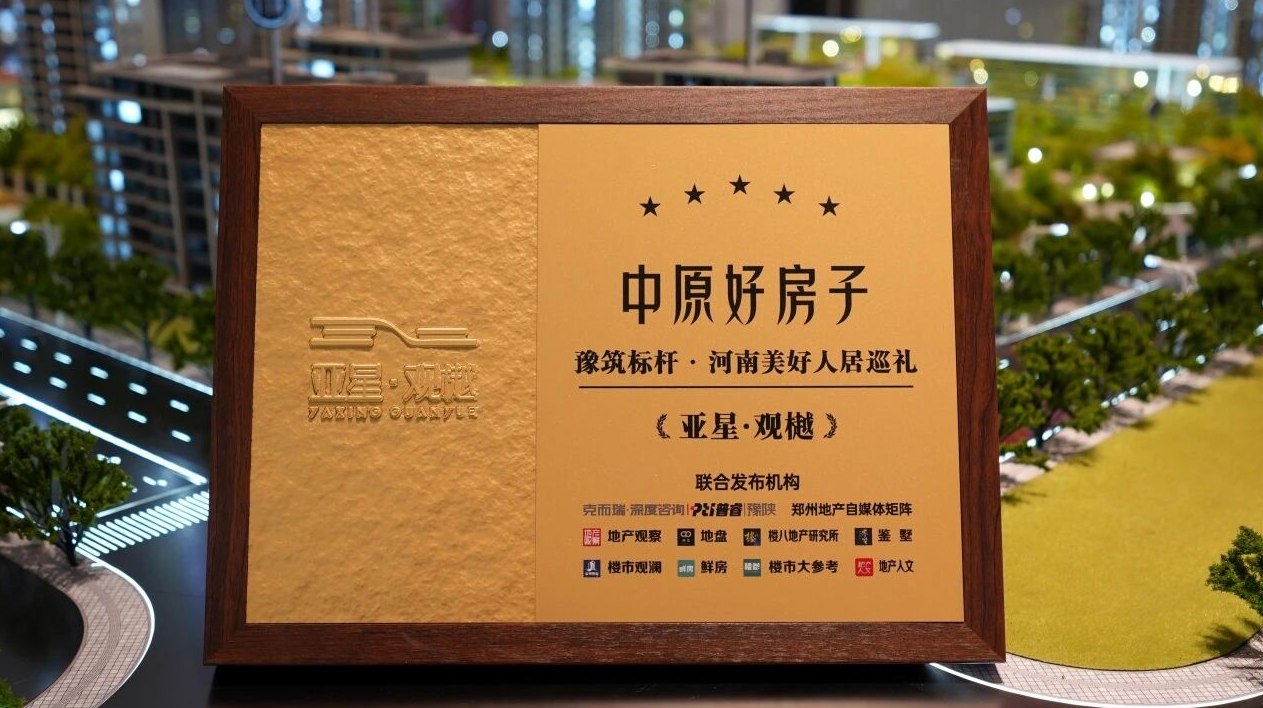 亚星·观樾
YAXING GUANYUE
中原好房子
豫筑标杆·河南美好人居巡礼
亚星·观樾
联合发布机构
克而瑞·深度咨询|PRi普睿|豫陕 郑州地产自媒体矩阵
地产观察 地盘 楼八地产研究所 鉴墅
楼市观澜 鲜房 楼市大参考 地产人文